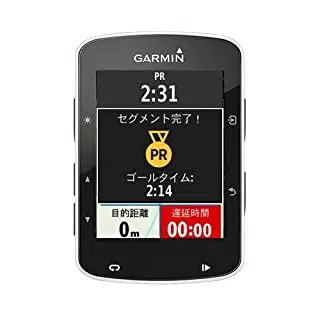 GARMIN
PR
2:31
セグメント完了！
PR
ゴールタイム:
2:14
目的距離
0m
遅延時間
00:00